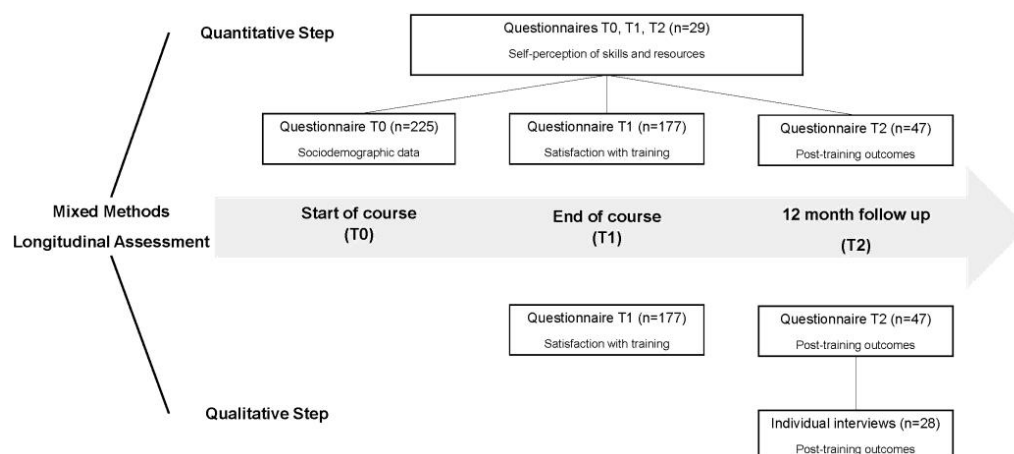 Quantitative Step
Questionnaires T0, T1, T2 (n=29)
Self-perception of skills and resources
Questionnaire T0 (n=225)
Sociodemographic data
Questionnaire T1 (n=177)
Satisfaction with training
Questionnaire T2 (n=47)
Post-training outcomes
Mixed Methods
Longitudinal Assessment
Start of course
(T0)
End of course
(T1)
12 month follow up
(T2)
Questionnaire T1 (n=177)
Satisfaction with training
Questionnaire T2 (n=47)
Post-training outcomes
Qualitative Step
Individual interviews (n=28)
Post-training outcomes